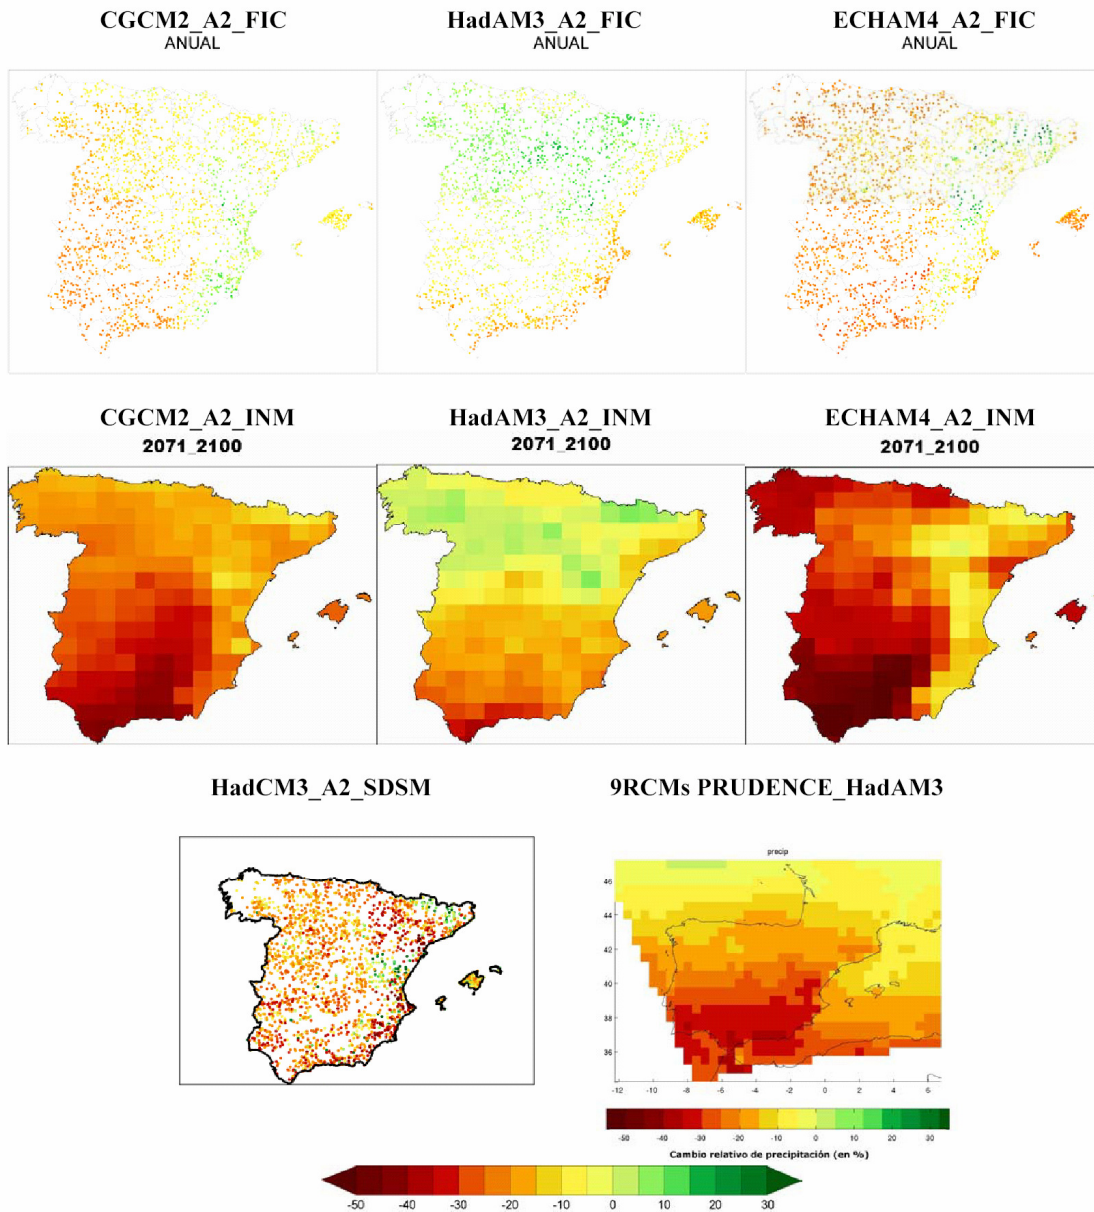 CGCM2_A2_FIC
ANUAL
HadAM3_A2_FIC
ANUAL
ECHAM4_A2_FIC
ANUAL
CGCM2_A2_INM
2071_2100
HadAM3_A2_INM
2071_2100
ECHAM4_A2_INM
2071_2100
HadCM3_A2_SDSM
9RCMs PRUDENCE_HadAM3
precip
46
44
42
40
38
36
-12 -10 -8 -6 -4 -2 0 2 4 6
-50 -40 -30 -20 -10 0 10 20 30
Cambio relativo de precipitación (en %)
-50 -40 -30 -20 -10 0 10 20 30